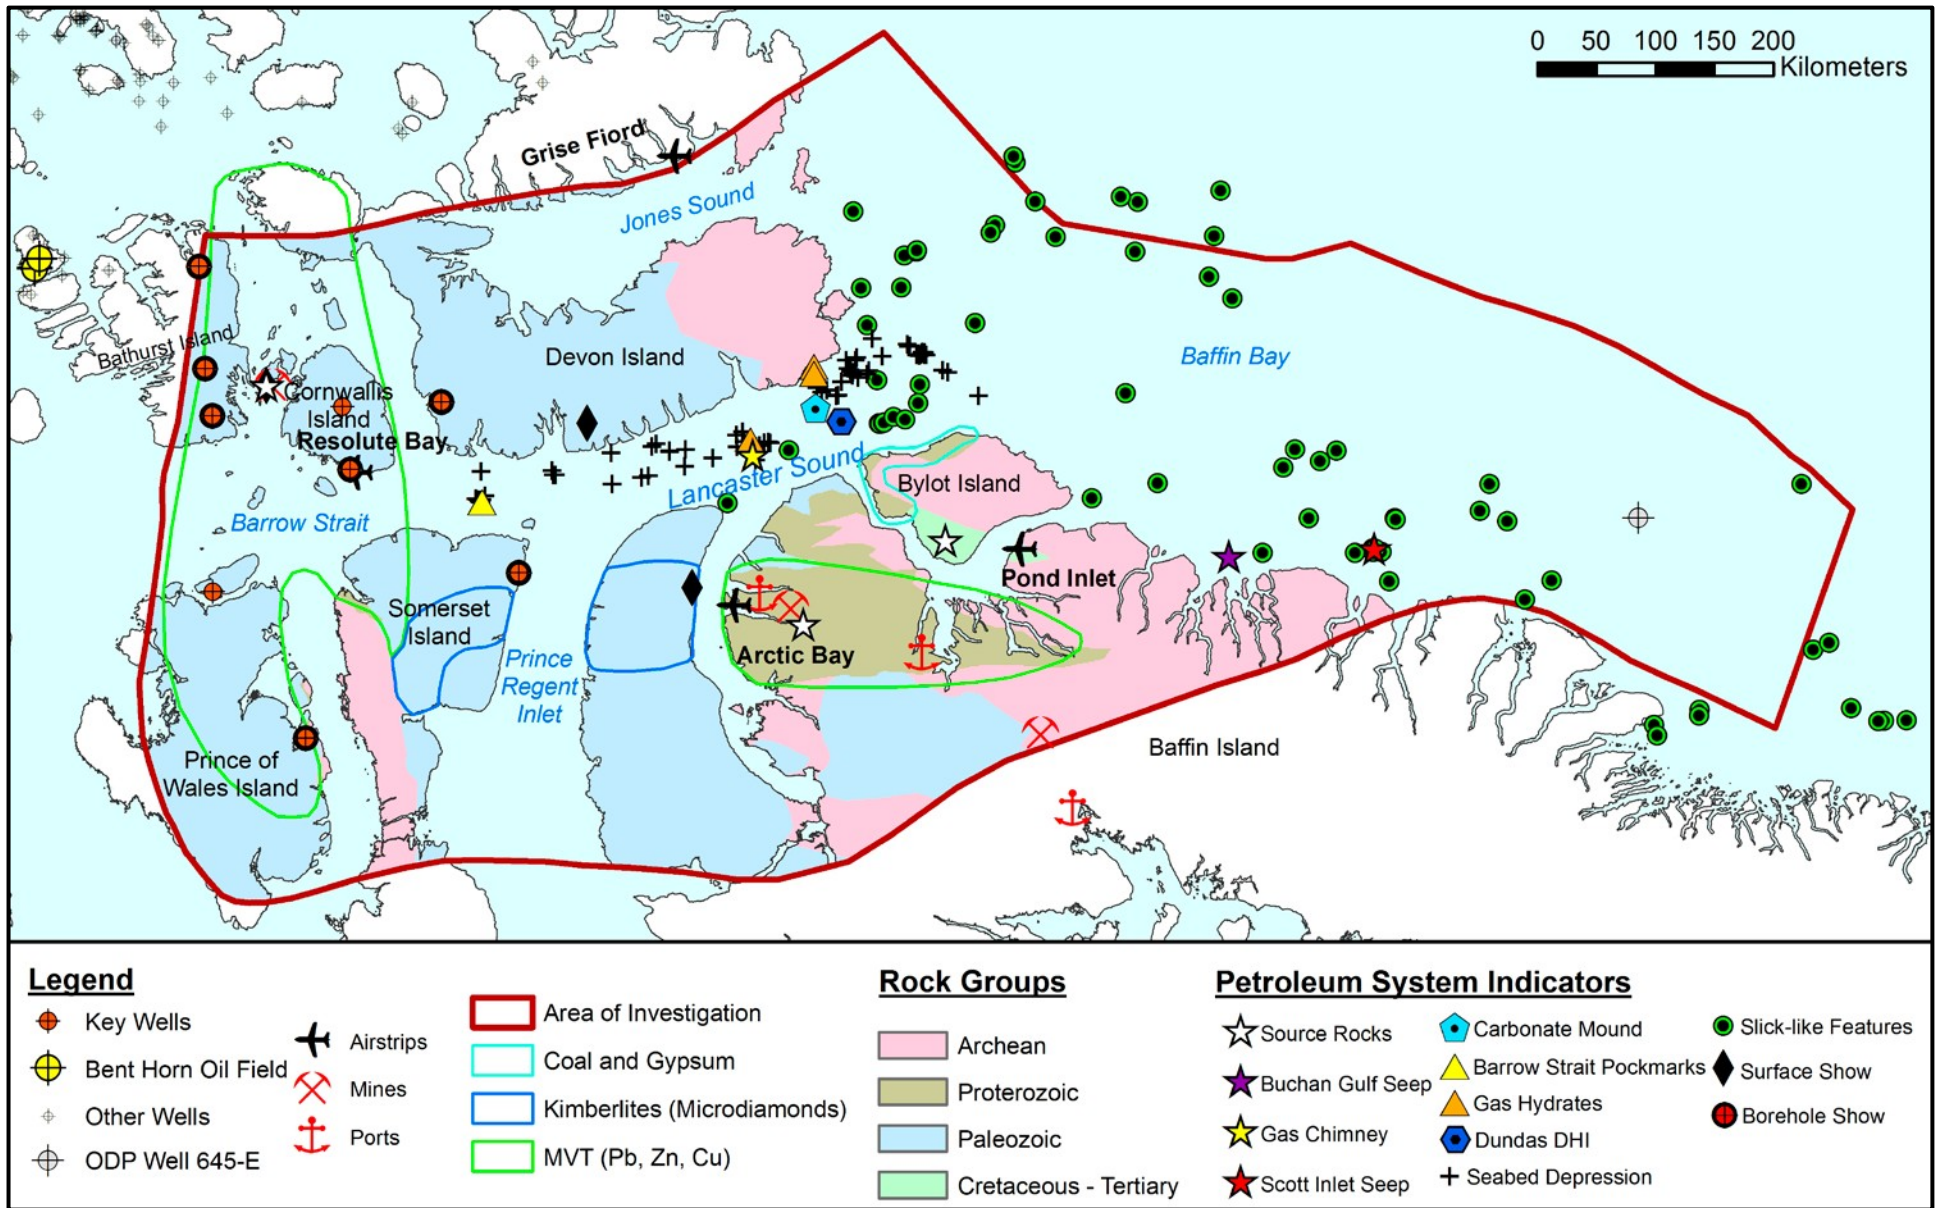 0 50 100 150 200
Kilometers
Grise Fiord
Jones Sound
Bathurst Island
Devon Island
Baffin Bay
Cornwallis
Island
Resolute Bay
Lancaster Sound
Bylot Island
Barrow Strait
Pond Inlet
Somerset
Island
Prince
Regent
Inlet
Arctic Bay
Prince of
Wales Island
Baffin Island
Legend
Key Wells
Bent Horn Oil Field
Other Wells
ODP Well 645-E
Airstrips
Mines
Ports
Area of Investigation
Coal and Gypsum
Kimberlites (Microdiamonds)
MVT (Pb, Zn, Cu)
Rock Groups
Archean
Proterozoic
Paleozoic
Cretaceous - Tertiary
Petroleum System Indicators
Source Rocks
Buchan Gulf Seep
Gas Chimney
Scott Inlet Seep
Carbonate Mound
Barrow Strait Pockmarks
Gas Hydrates
Dundas DHI
Seabed Depression
Slick-like Features
Surface Show
Borehole Show